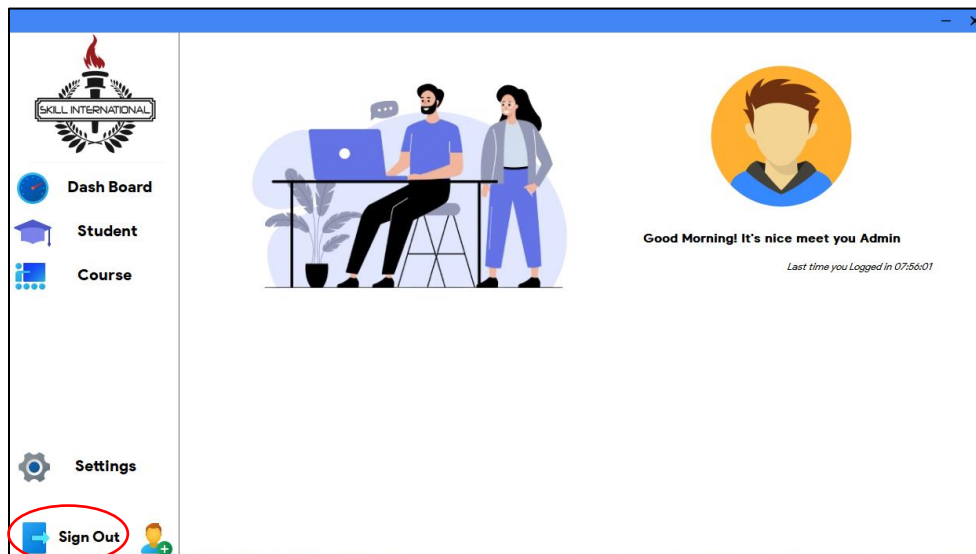 SKILL INTERNATIONAL
Dash Board
Student
Course
Good Morning! It's nice meet you Admin
Last time you Logged in 07:56:01
Settings
Sign Out